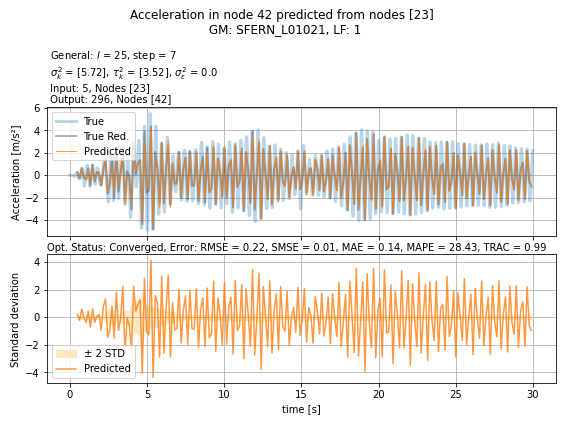 Acceleration in node 42 predicted from nodes [23]
GM: SFERN_L01021, LF: 1
General: l = 25, step = 7
σ²ₖ = [5.72], τ²ₖ = [3.52], σ²ε = 0.0
Input: 5, Nodes [23]
Output: 296, Nodes [42]
6
4
2
0
−2
−4
Acceleration [m/s²]
True
True Red.
Predicted
Opt. Status: Converged, Error: RMSE = 0.22, SMSE = 0.01, MAE = 0.14, MAPE = 28.43, TRAC = 0.99
4
2
0
−2
−4
Standard deviation
± 2 STD
Predicted
0 5 10 15 20 25 30
time [s]